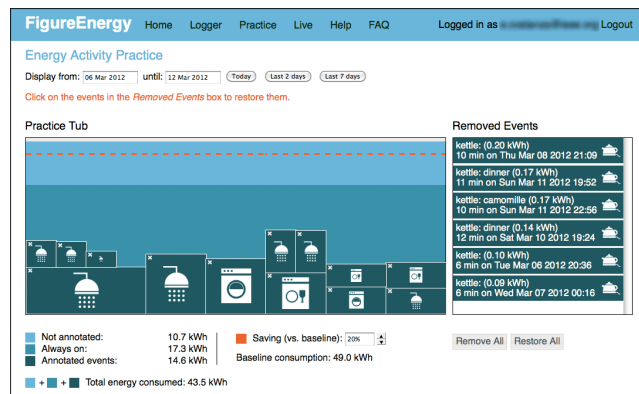 FigureEnergy Home Logger Practice Live Help FAQ Logged in as Logout
Energy Activity Practice
Display from: 06 Mar 2012 until: 12 Mar 2012 Today Last 2 days Last 7 days
Click on the events in the Removed Events box to restore them.
Practice Tub
Removed Events
kettle: (0.20 kWh)
10 min on Thu Mar 08 2012 21:09
kettle: dinner (0.17 kWh)
11 min on Sun Mar 11 2012 19:52
kettle: camomille (0.17 kWh)
10 min on Sun Mar 11 2012 22:56
kettle: dinner (0.14 kWh)
12 min on Sat Mar 10 2012 19:24
kettle: (0.10 kWh)
6 min on Tue Mar 06 2012 20:36
kettle: (0.09 kWh)
6 min on Wed Mar 07 2012 00:16
Not annotated: 10.7 kWh
Always on: 17.3 kWh
Annotated events: 14.6 kWh
Saving (vs. baseline): 20%
Baseline consumption: 49.0 kWh
Remove All Restore All
+ + Total energy consumed: 43.5 kWh